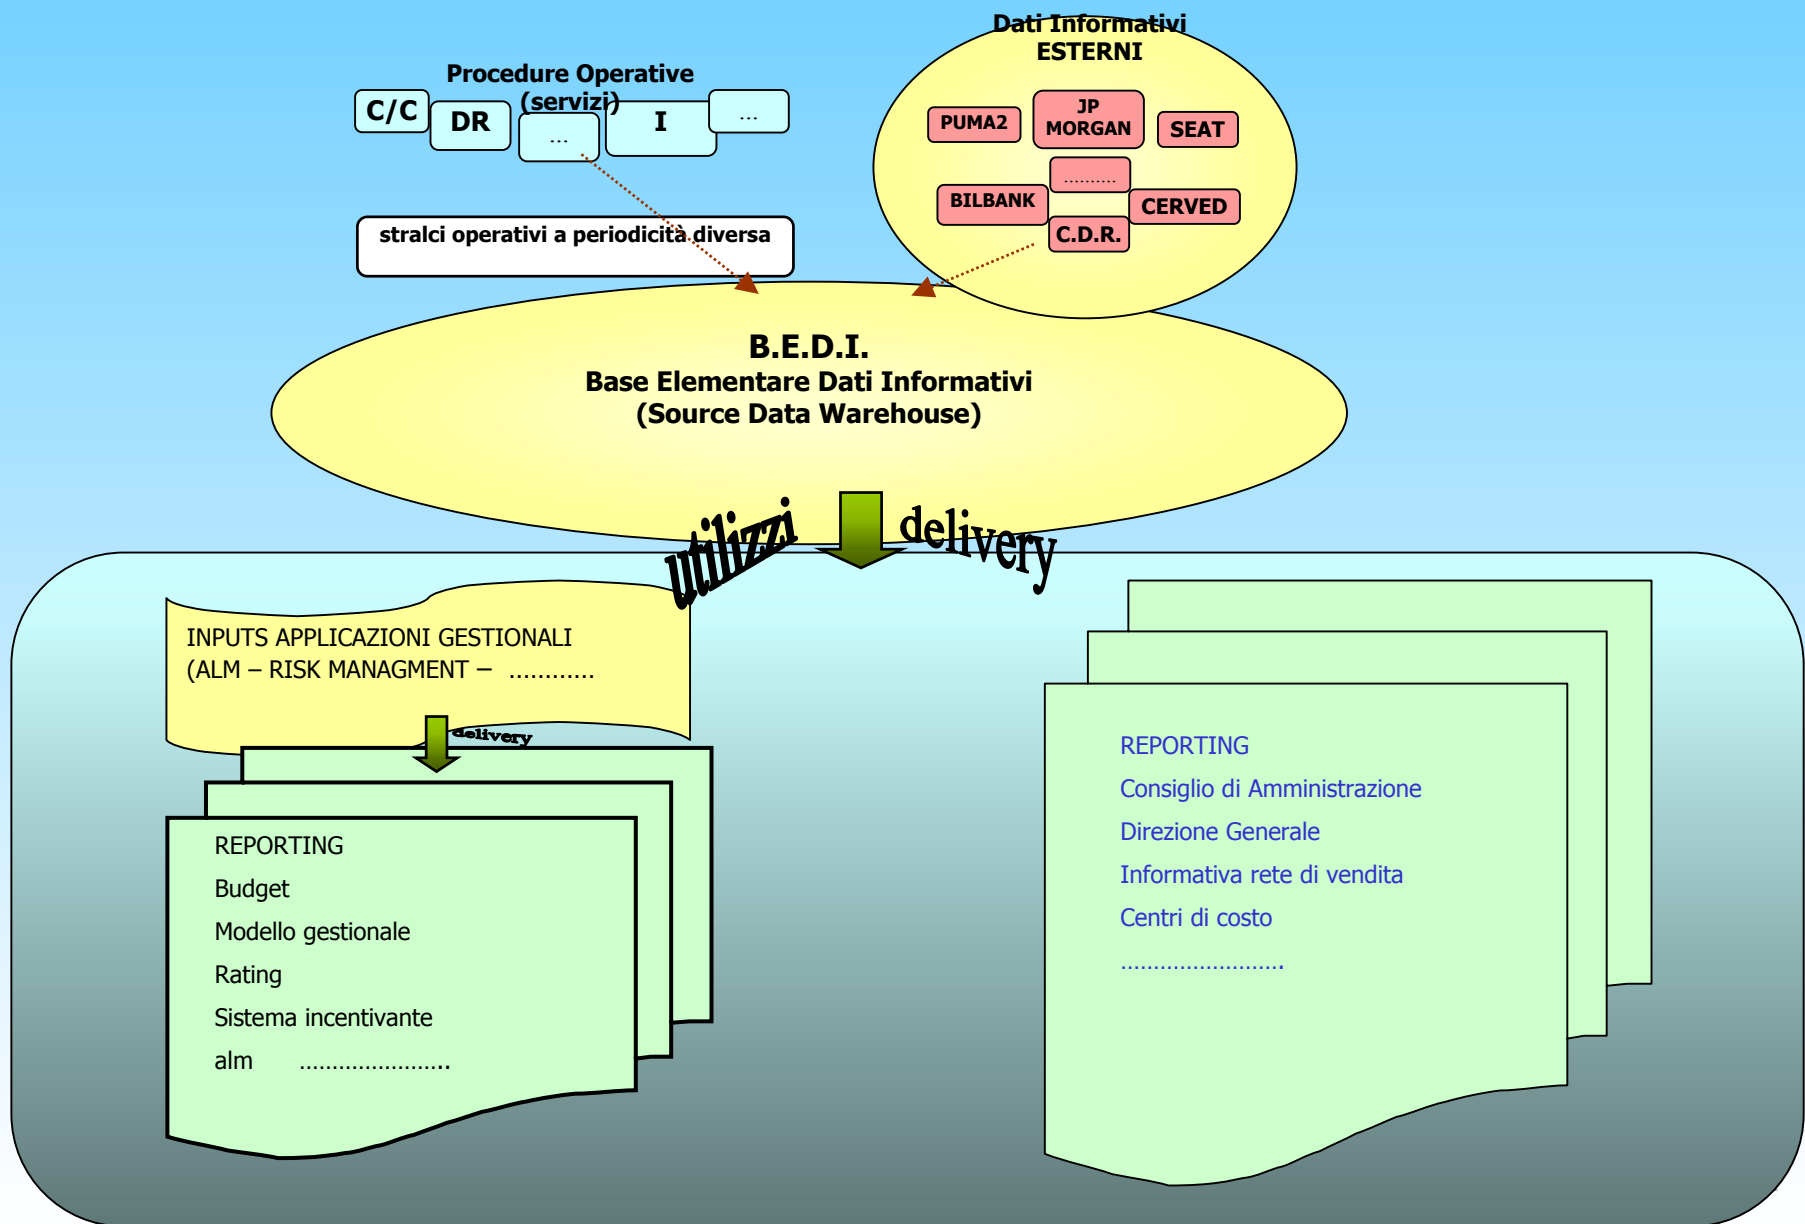 Dati Informativi
ESTERNI
Procedure Operative
(servizi)
C/C
DR
...
I
...
PUMA2
JP
MORGAN
SEAT
..........
BILBANK
CERVED
C.D.R.
stralci operativi a periodicità diversa
B.E.D.I.
Base Elementare Dati Informativi
(Source Data Warehouse)
utilizzi
delivery
INPUTS APPLICAZIONI GESTIONALI
(ALM – RISK MANAGMENT – …………
delivery
REPORTING
Budget
Modello gestionale
Rating
Sistema incentivante
alm …………………..
REPORTING
Consiglio di Amministrazione
Direzione Generale
Informativa rete di vendita
Centri di costo
…………………….